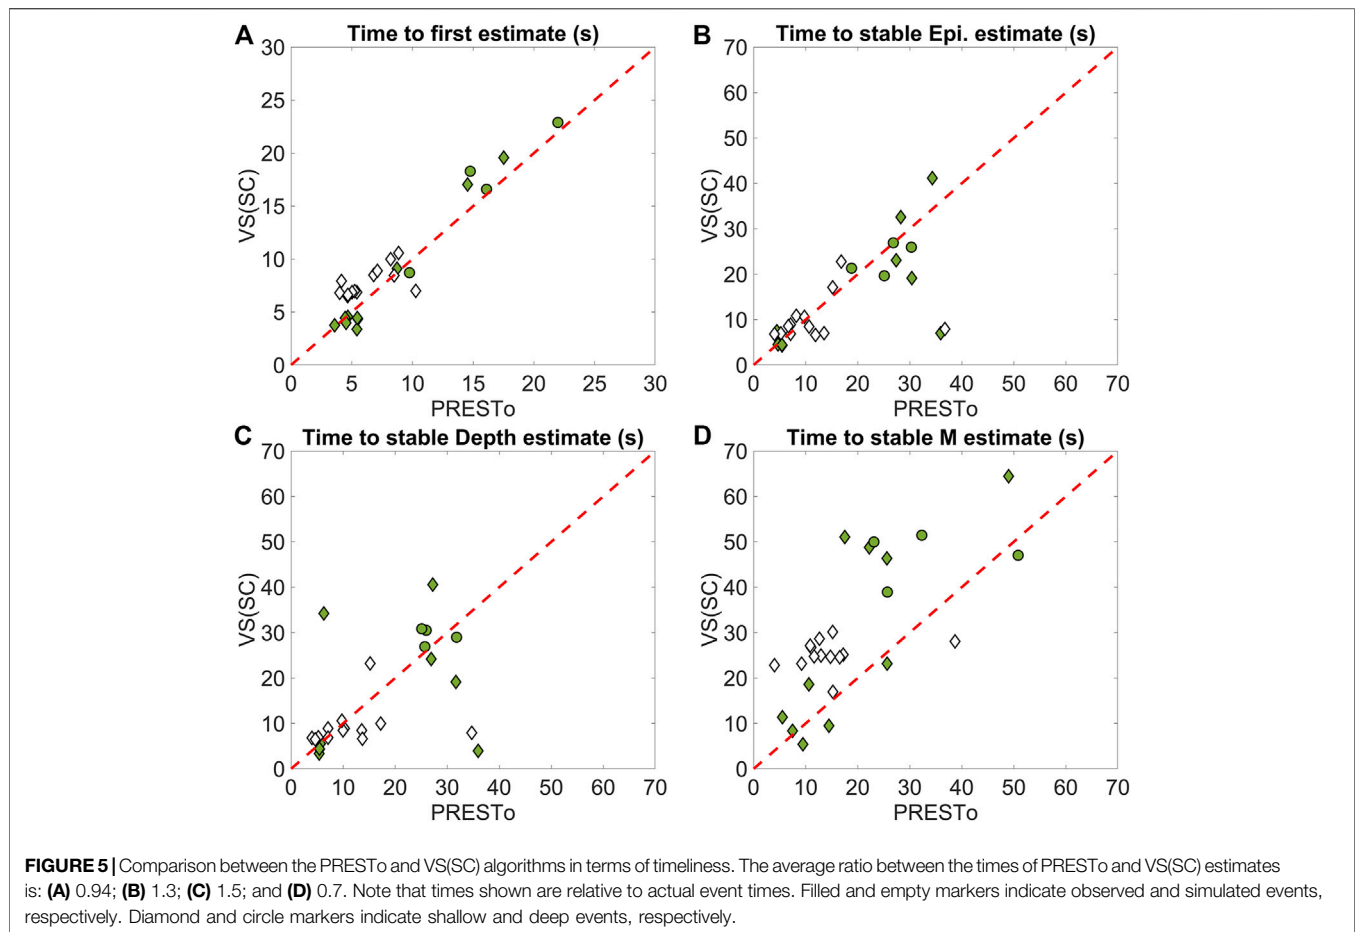 A Time to first estimate (s)
30
25
20
15
10
5
0
VS(SC)
0 5 10 15 20 25 30
PRESTo
B Time to stable Epi. estimate (s)
70
60
50
40
30
20
10
0
VS(SC)
0 10 20 30 40 50 60 70
PRESTo
C Time to stable Depth estimate (s)
70
60
50
40
30
20
10
0
VS(SC)
0 10 20 30 40 50 60 70
PRESTo
D Time to stable M estimate (s)
70
60
50
40
30
20
10
0
VS(SC)
0 10 20 30 40 50 60 70
PRESTo
FIGURE 5 | Comparison between the PRESTo and VS(SC) algorithms in terms of timeliness. The average ratio between the times of PRESTo and VS(SC) estimates
is: (A) 0.94; (B) 1.3; (C) 1.5; and (D) 0.7. Note that times shown are relative to actual event times. Filled and empty markers indicate observed and simulated events,
respectively. Diamond and circle markers indicate shallow and deep events, respectively.